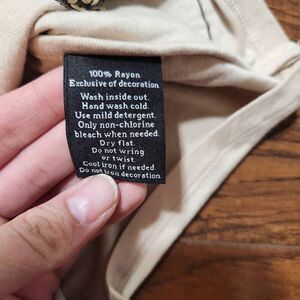 100% Rayon
Exclusive of decoration
Wash inside out.
Hand wash cold.
Use mild detergent.
Only non-chlorine
bleach when needed.
Dry flat.
Do not wring
or twist.
Cool iron if needed.
Do not iron decoration.